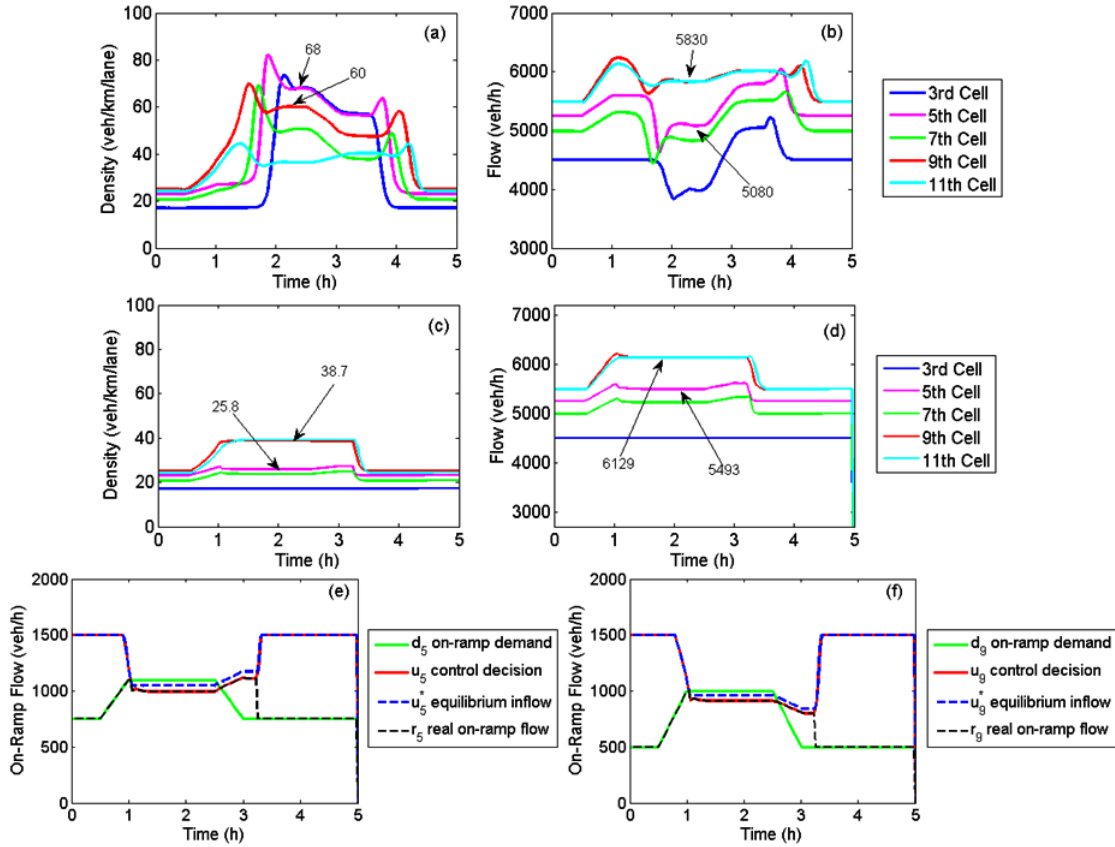 (a)
68
60
Density (veh/km/lane)
100
80
60
40
20
0
0 1 2 3 4 5
Time (h)
(b)
5830
5080
Flow (veh/h)
7000
6000
5000
4000
3000
0 1 2 3 4 5
Time (h)
3rd Cell
5th Cell
7th Cell
9th Cell
11th Cell
(c)
38.7
25.8
Density (veh/km/lane)
100
80
60
40
20
0
0 1 2 3 4 5
Time (h)
(d)
6129
5493
Flow (veh/h)
7000
6000
5000
4000
3000
0 1 2 3 4 5
Time (h)
3rd Cell
5th Cell
7th Cell
9th Cell
11th Cell
(e)
On-Ramp Flow (veh/h)
2000
1500
1000
500
0
0 1 2 3 4 5
Time (h)
d5 on-ramp demand
u5 control decision
u5* equilibrium inflow
r5 real on-ramp flow
(f)
On-Ramp Flow (veh/h)
2000
1500
1000
500
0
0 1 2 3 4 5
Time (h)
d9 on-ramp demand
u9 control decision
u9* equilibrium inflow
r9 real on-ramp flow